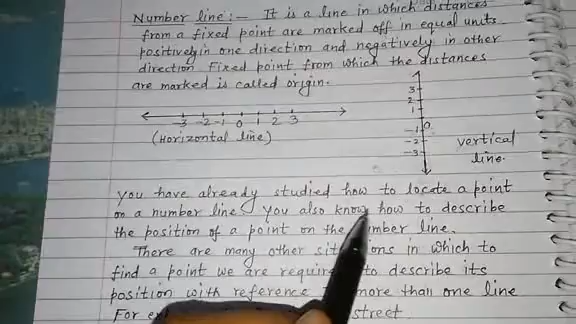 Number line:- It is a line in which distances
from a fixed point are marked off in equal units
positively in one direction and negatively in other
direction Fixed point from which the distances
are marked is called origin.
-3 -2 -1 0 1 2 3
(Horizontal line)
3
2
1
0
-1
-2
-3
vertical
line.
you have already studied how to locate a point
on a number line. You also know how to describe
the position of a point on the number line.
There are many other situations in which to
find a point we are required to describe its
position with reference more than one line
For street